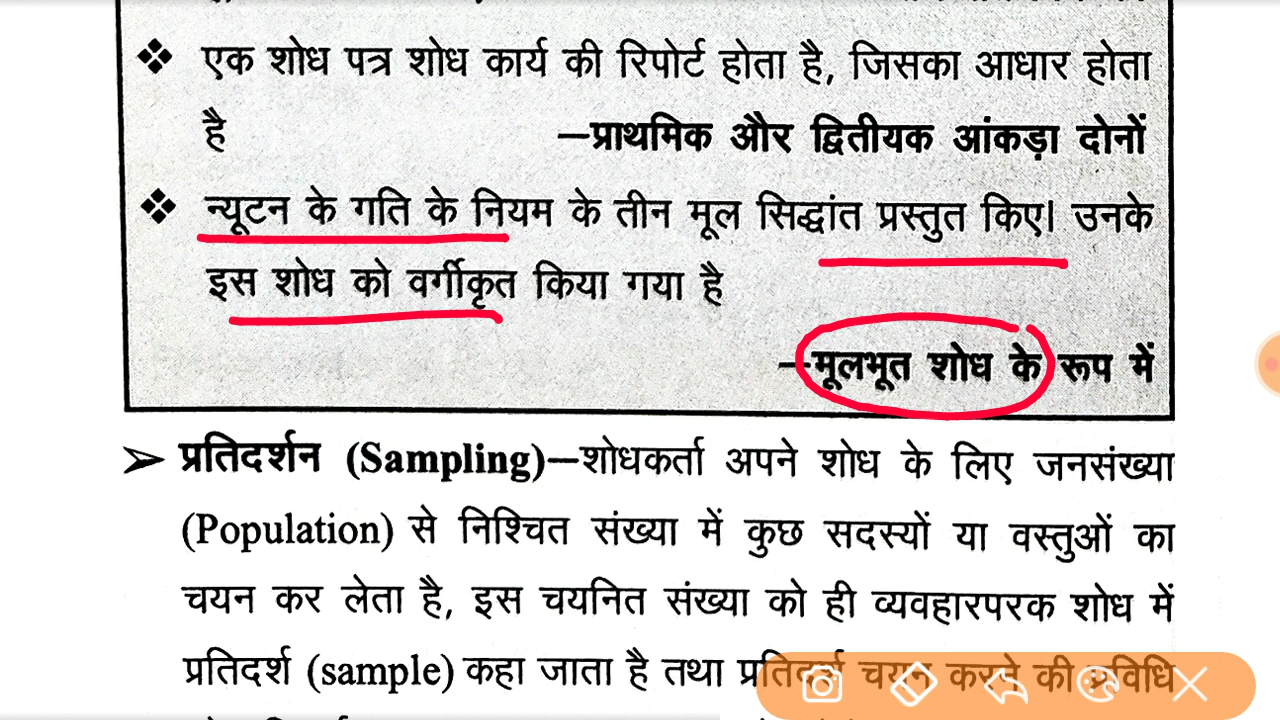 ❖ एक शोध पत्र शोध कार्य की रिपोर्ट होता है, जिसका आधार होता
है —प्राथमिक और द्वितीयक आंकड़ा दोनों
❖ न्यूटन के गति के नियम के तीन मूल सिद्धांत प्रस्तुत किए। उनके
इस शोध को वर्गीकृत किया गया है
—मूलभूत शोध के रूप में
➢ प्रतिदर्शन (Sampling)—शोधकर्ता अपने शोध के लिए जनसंख्या
(Population) से निश्चित संख्या में कुछ सदस्यों या वस्तुओं का
चयन कर लेता है, इस चयनित संख्या को ही व्यवहारपरक शोध में
प्रतिदर्श (sample) कहा जाता है तथा प्रतिदर्श चयन करने की प्रविधि